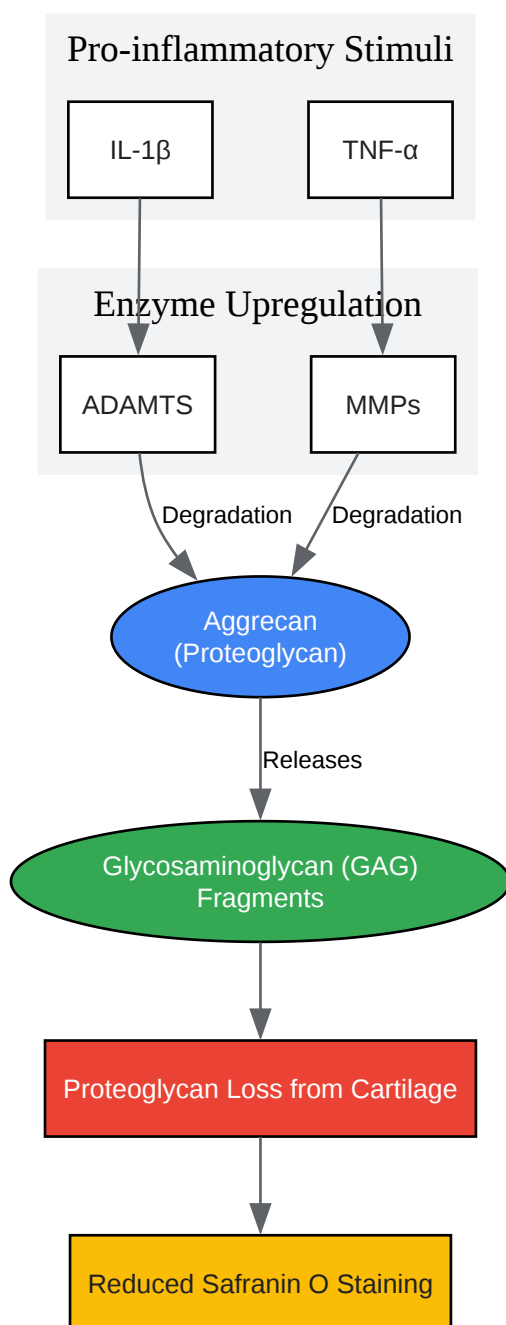 Pro-inflammatory Stimuli
IL-1β
TNF-α
Enzyme Upregulation
ADAMTS
MMPs
Degradation
Degradation
Aggrecan
(Proteoglycan)
Releases
Glycosaminoglycan (GAG)
Fragments
Proteoglycan Loss from Cartilage
Reduced Safranin O Staining